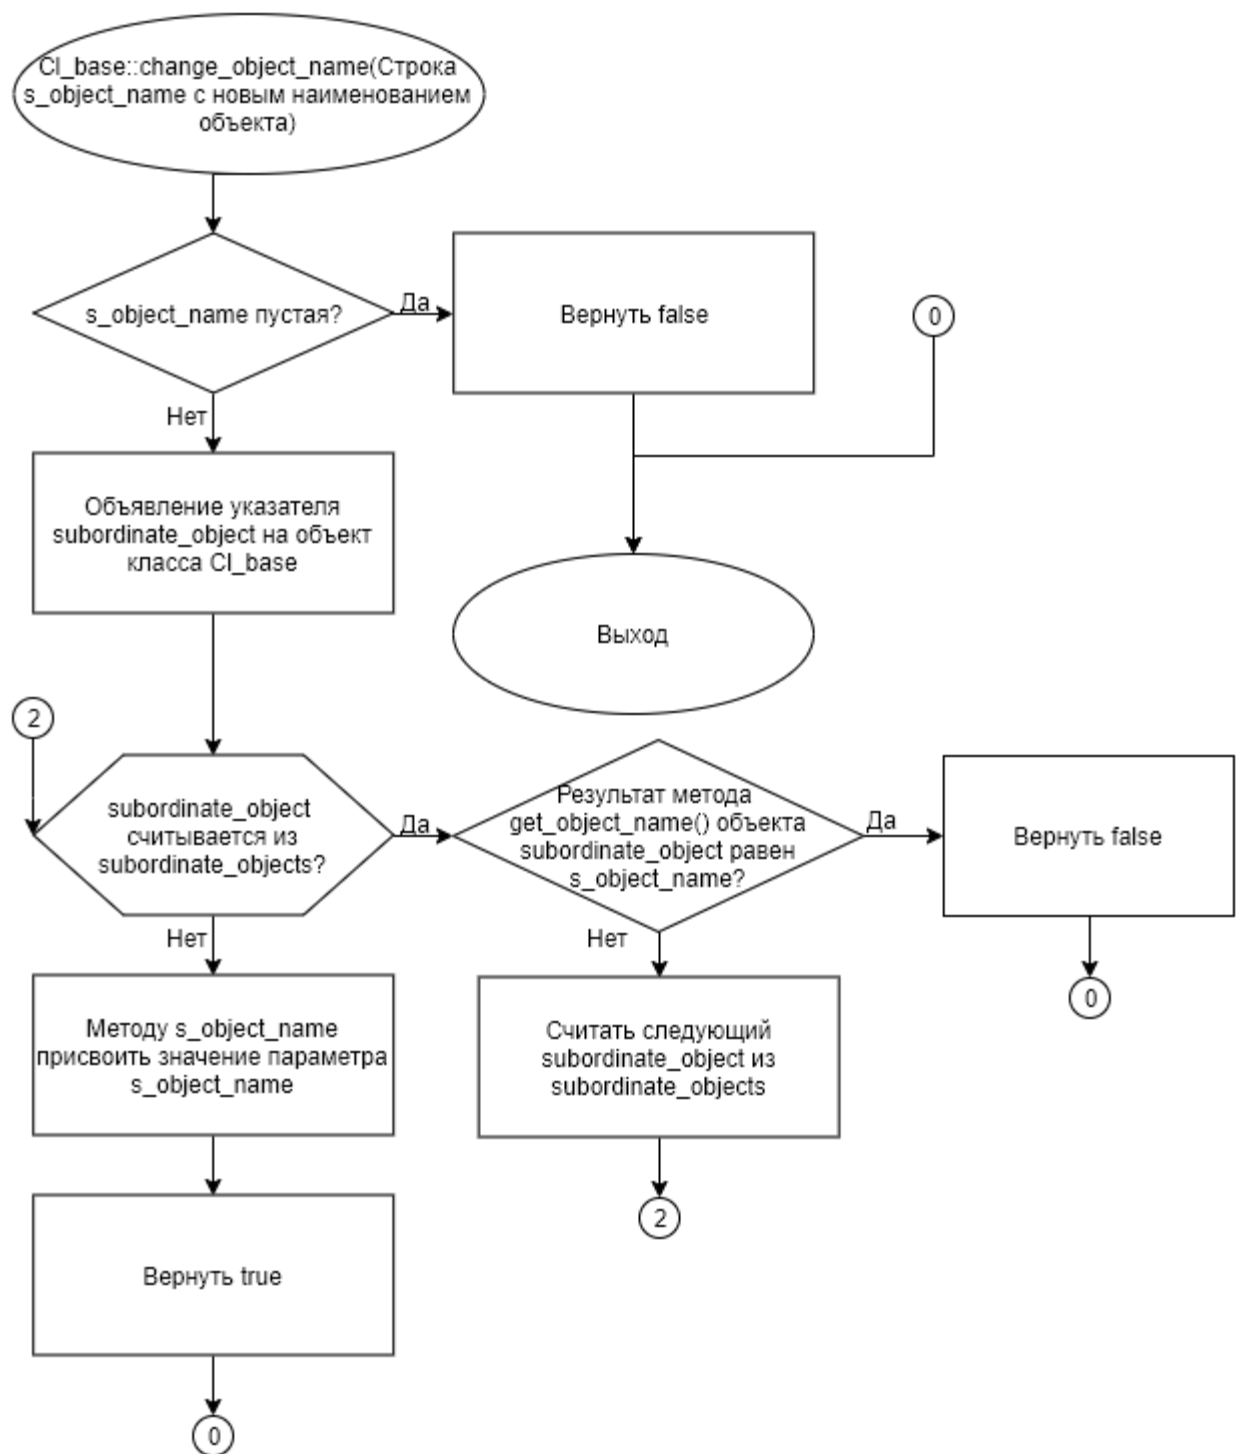 Cl_base::change_object_name(Строка
s_object_name с новым наименованием
объекта)
s_object_name пустая?
Да
Вернуть false
0
Нет
Объявление указателя
subordinate_object на объект
класса Cl_base
Выход
2
subordinate_object
считывается из
subordinate_objects?
Да
Результат метода
get_object_name() объекта
subordinate_object равен
s_object_name?
Да
Вернуть false
Нет
Нет
0
Методу s_object_name
присвоить значение параметра
s_object_name
Считать следующий
subordinate_object из
subordinate_objects
2
Вернуть true
0